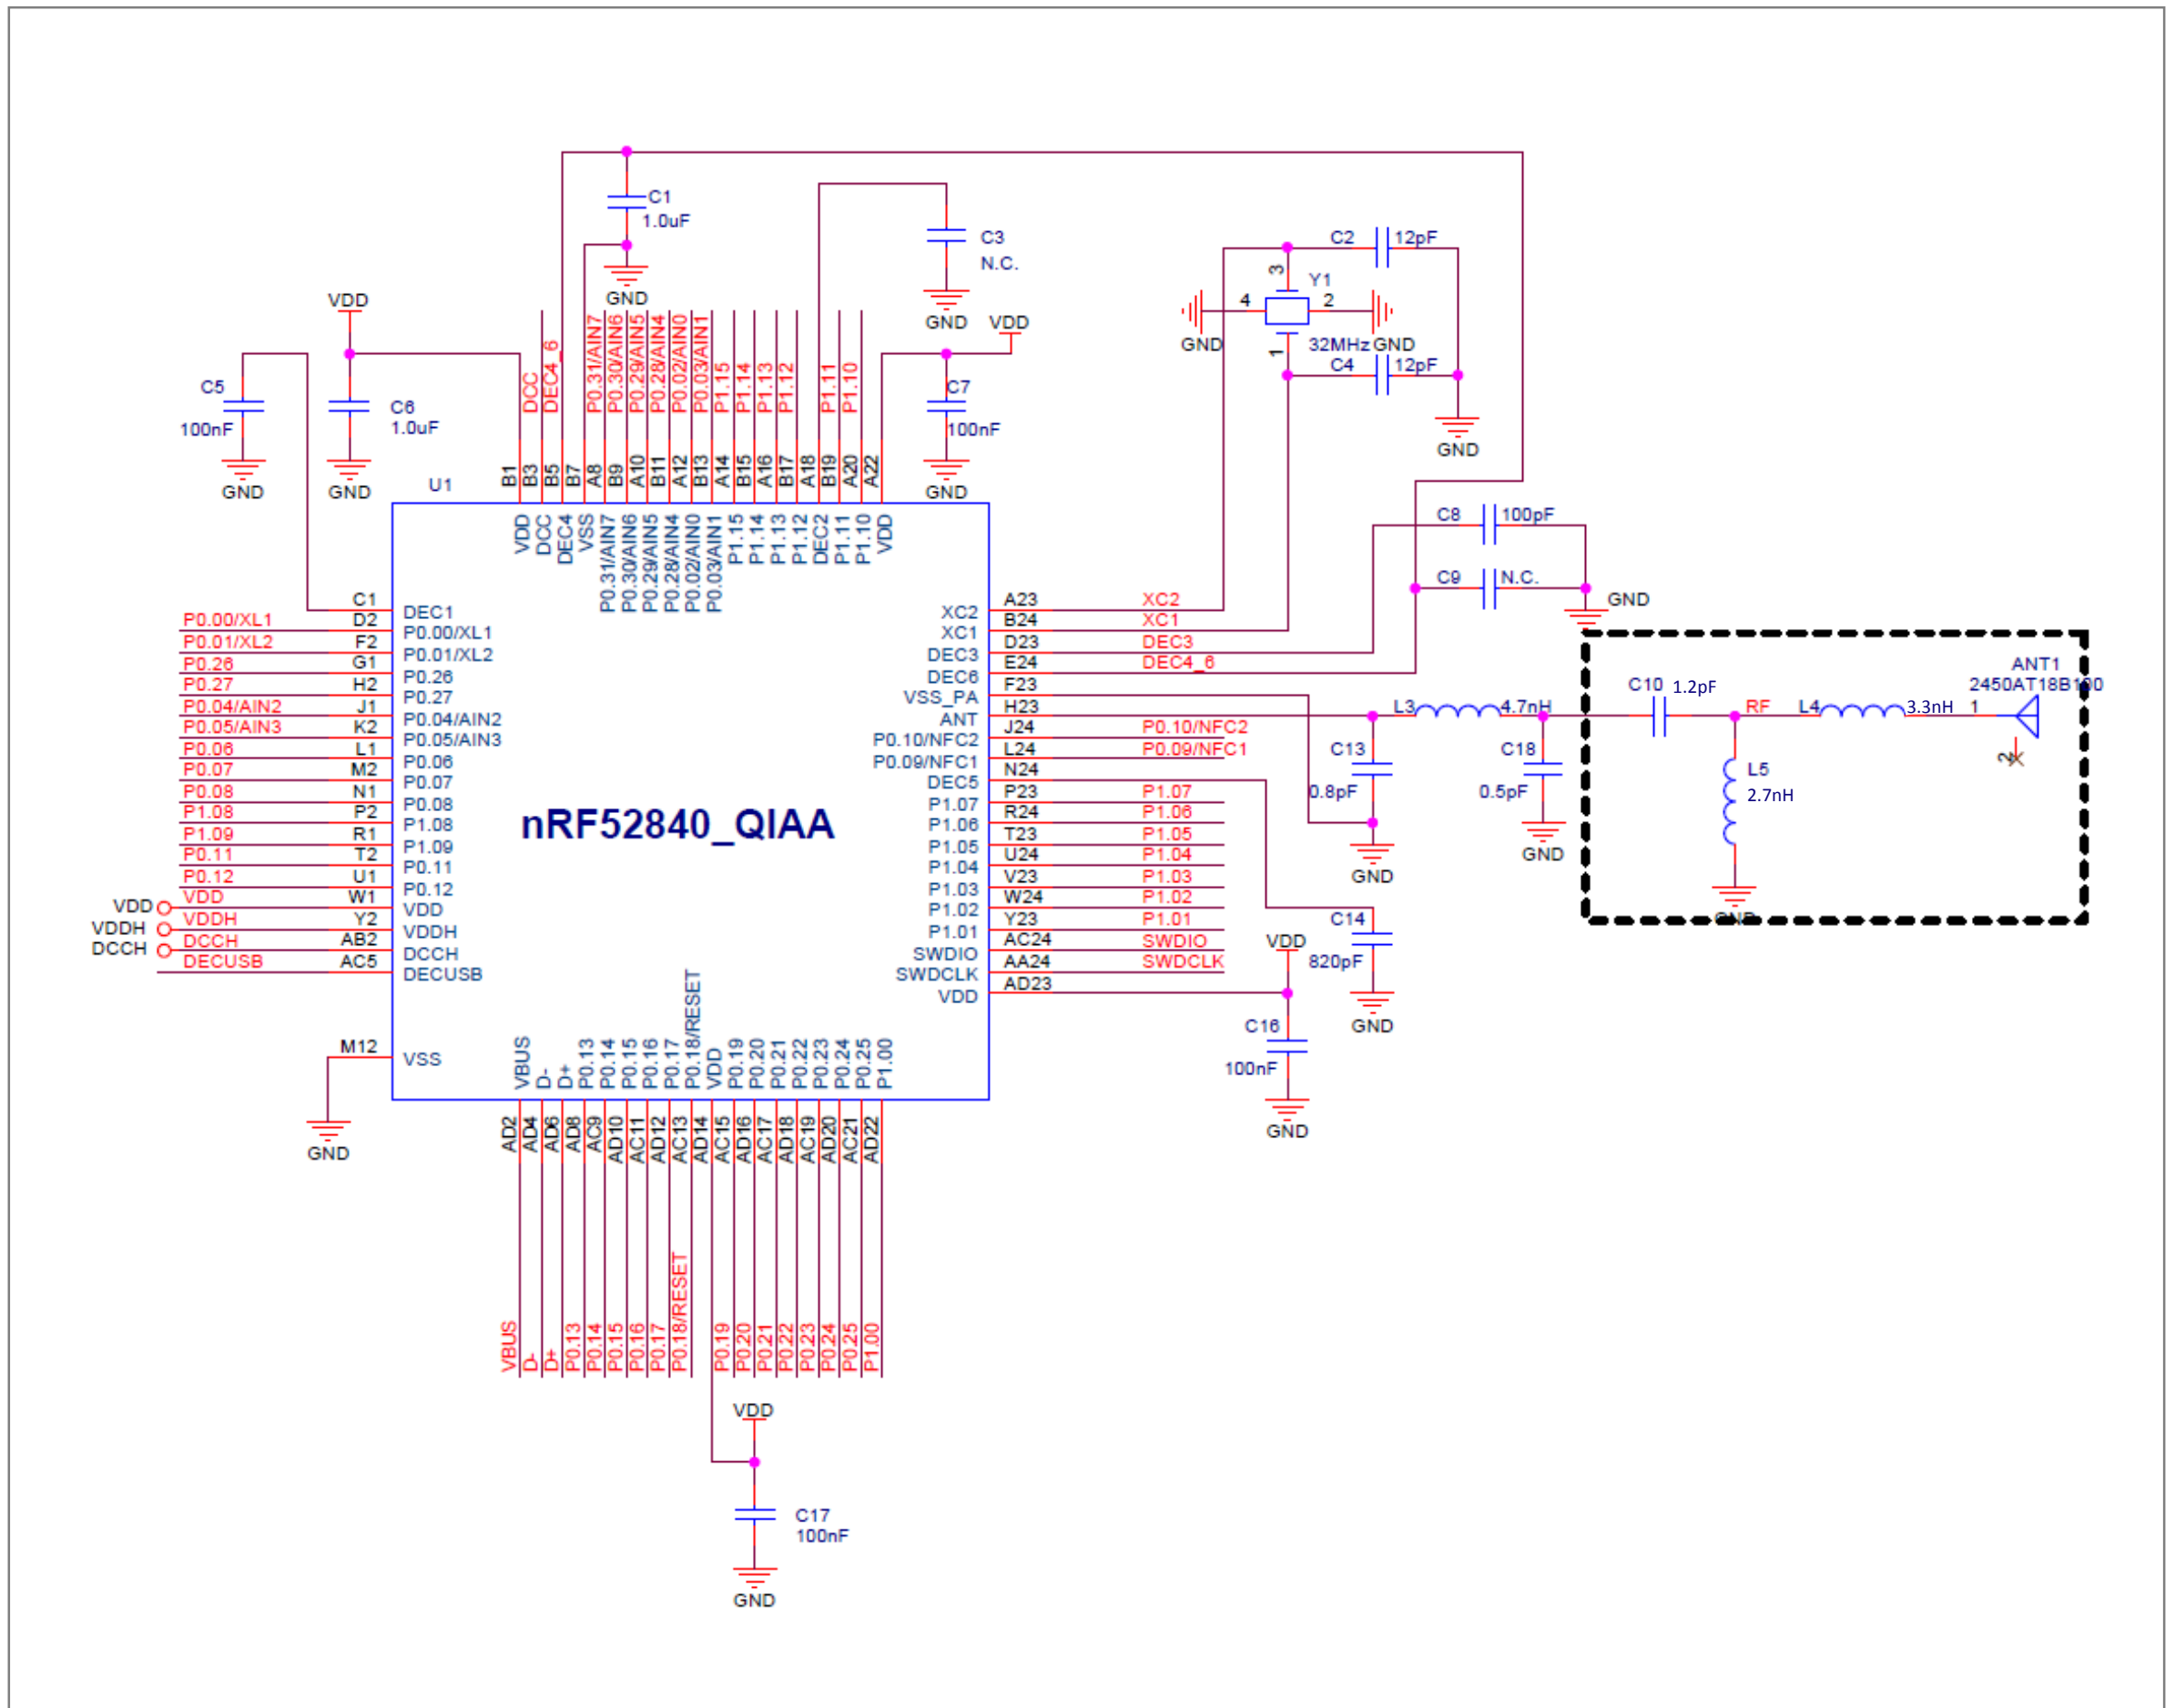 C1
1.0uF
GND
C3
N.C.
GND
VDD
C2 12pF
3
Y1
4
2
GND
1
32MHz
GND
C4 12pF
GND
VDD
C5
100nF
GND
C6
1.0uF
GND
C7
100nF
GND
DCC
DEC4_6
P0.31/AIN7
P0.30/AIN6
P0.29/AIN5
P0.28/AIN4
P0.02/AIN0
P0.03/AIN1
P1.15
P1.14
P1.13
P1.12
P1.11
P1.10
U1
B1
B3
B5
B7
A8
B9
A10
B11
A12
B13
A14
B15
A16
B17
A18
B19
A20
A22
VDD
DCC
DEC4
VSS
P0.31/AIN7
P0.30/AIN6
P0.29/AIN5
P0.28/AIN4
P0.02/AIN0
P0.03/AIN1
P1.15
P1.14
P1.13
P1.12
DEC2
P1.11
P1.10
VDD
C8 100pF
C9 N.C.
GND
C1 DEC1
P0.00/XL1 D2 P0.00/XL1
P0.01/XL2 F2 P0.01/XL2
P0.26 G1 P0.26
P0.27 H2 P0.27
P0.04/AIN2 J1 P0.04/AIN2
P0.05/AIN3 K2 P0.05/AIN3
P0.06 L1 P0.06
P0.07 M2 P0.07
P0.08 N1 P0.08
P1.08 P2 P1.08
P1.09 R1 P1.09
P0.11 T2 P0.11
P0.12 U1 P0.12
VDD VDD W1 VDD
VDDH VDDH Y2 VDDH
DCCH DCCH AB2 DCCH
DECUSB AC5 DECUSB
M12 VSS
GND
nRF52840_QIAA
XC2 A23 XC2
XC1 B24 XC1
DEC3 D23 DEC3
DEC6 E24 DEC4_6
VSS_PA F23
ANT H23
P0.10/NFC2 J24 P0.10/NFC2
P0.09/NFC1 L24 P0.09/NFC1
DEC5 N24
P1.07 P23 P1.07
P1.06 R24 P1.06
P1.05 T23 P1.05
P1.04 U24 P1.04
P1.03 V23 P1.03
P1.02 W24 P1.02
P1.01 Y23 P1.01
SWDIO AC24 SWDIO
SWDCLK AA24 SWDCLK
VDD AD23
L3 4.7nH
C13
0.8pF
GND
C18
0.5pF
GND
C10 1.2pF
RF
L4 3.3nH
1
ANT1
2450AT18B100
2
L5
2.7nH
GND
C14
820pF
GND
VDD
C16
100nF
GND
VBUS
D-
D+
P0.13
P0.14
P0.15
P0.16
P0.17
P0.18/RESET
VDD
P0.19
P0.20
P0.21
P0.22
P0.23
P0.24
P0.25
P1.00
AD2
AD4
AD6
AD8
AC9
AD10
AC11
AD12
AC13
AD14
AC15
AD16
AC17
AD18
AC19
AD20
AC21
AD22
VBUS
D-
D+
P0.13
P0.14
P0.15
P0.16
P0.17
P0.18/RESET
P0.19
P0.20
P0.21
P0.22
P0.23
P0.24
P0.25
P1.00
VDD
C17
100nF
GND